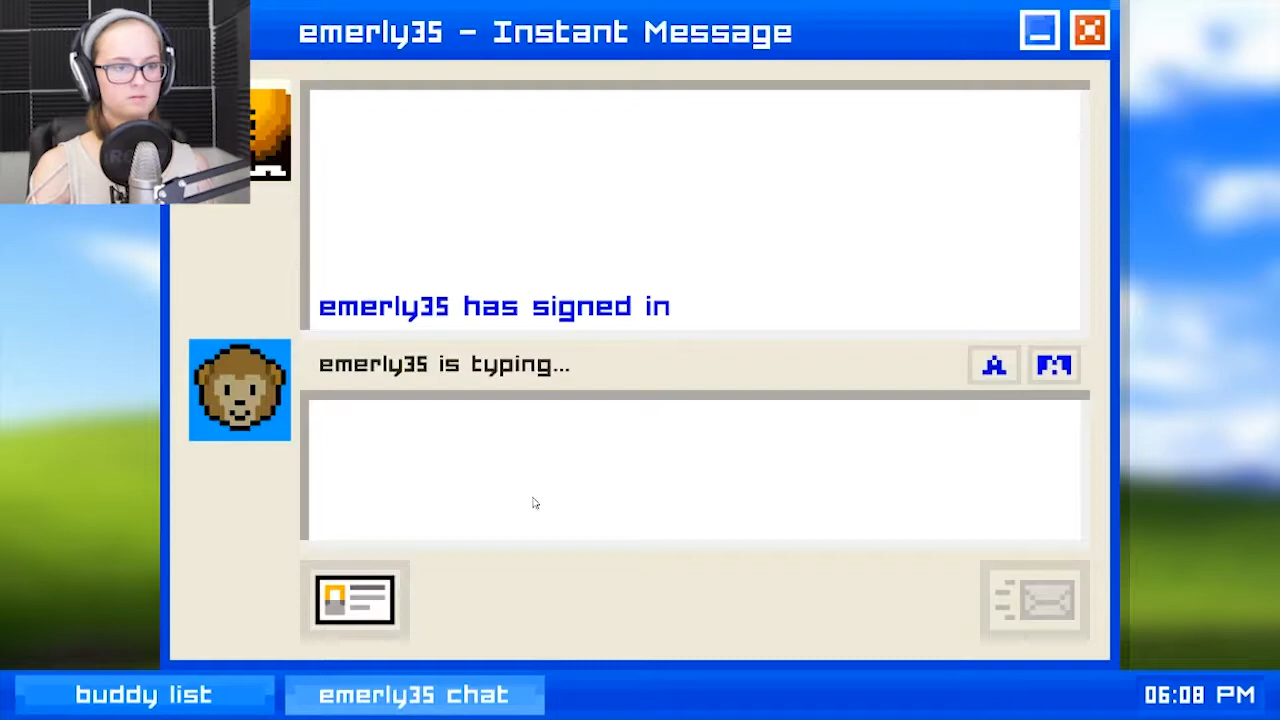 emerly35 - Instant Message
emerly35 has signed in
emerly35 is typing...
A
buddy list
emerly35 chat
06:08 PM